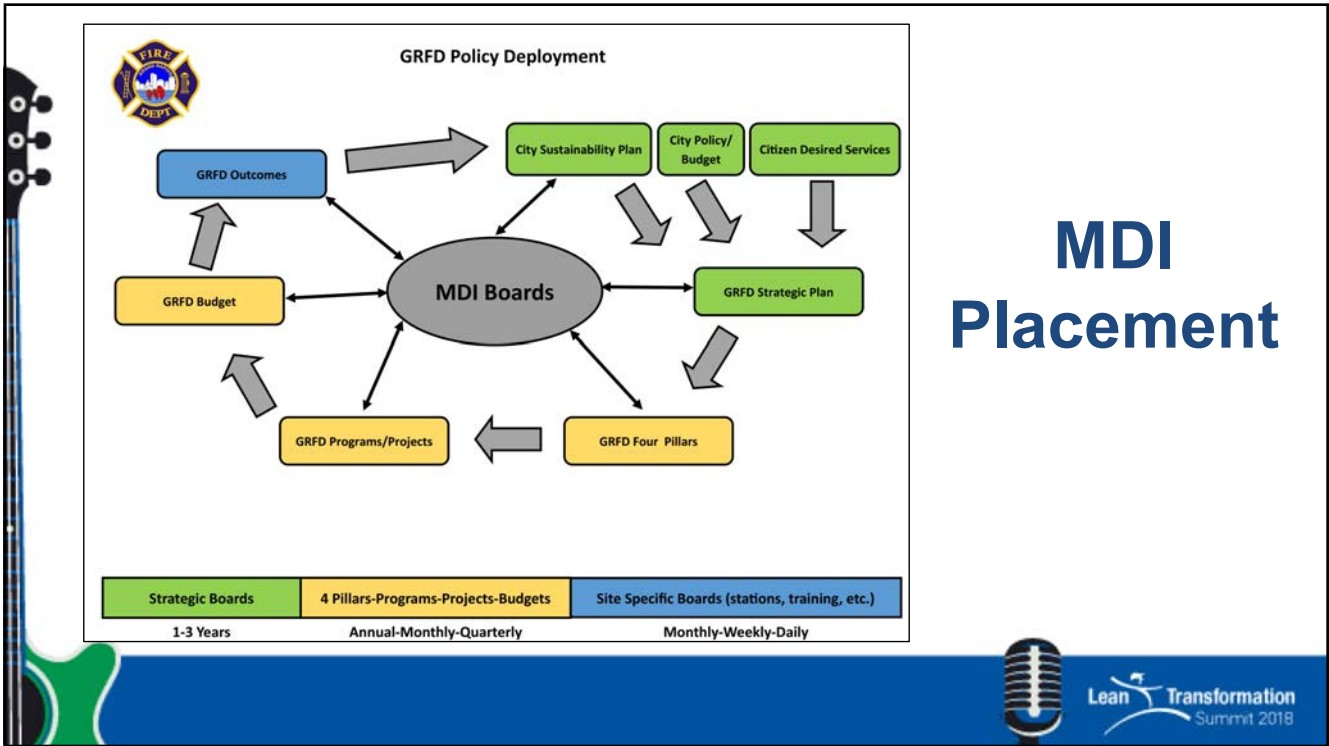 GRFD Policy Deployment
FIRE
DEPT
City Sustainability Plan
City Policy/
Budget
Citizen Desired Services
GRFD Outcomes
MDI
Placement
GRFD Budget
MDI Boards
GRFD Strategic Plan
GRFD Programs/Projects
GRFD Four Pillars
Strategic Boards
4 Pillars-Programs-Projects-Budgets
Site Specific Boards (stations, training, etc.)
1-3 Years
Annual-Monthly-Quarterly
Monthly-Weekly-Daily
Lean Transformation
Summit 2018